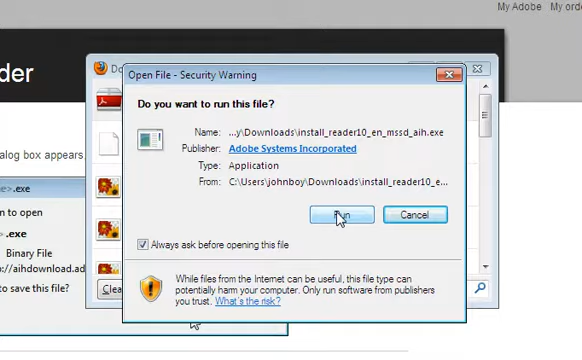 My Adobe My ord
der
Do
Open File - Security Warning
Do you want to run this file?
Name: ...y\Downloads\install_reader10_en_mssd_aih.exe
Publisher: Adobe Systems Incorporated
Type: Application
From: C:\Users\johnboy\Downloads\install_reader10_e...
Run Cancel
Always ask before opening this file
While files from the Internet can be useful, this file type can
potentially harm your computer. Only run software from publishers
you trust. What's the risk?
alog box appears.
>.exe
n to open
>.exe
Binary File
//aihdownload.ad
to save this file?
Clea